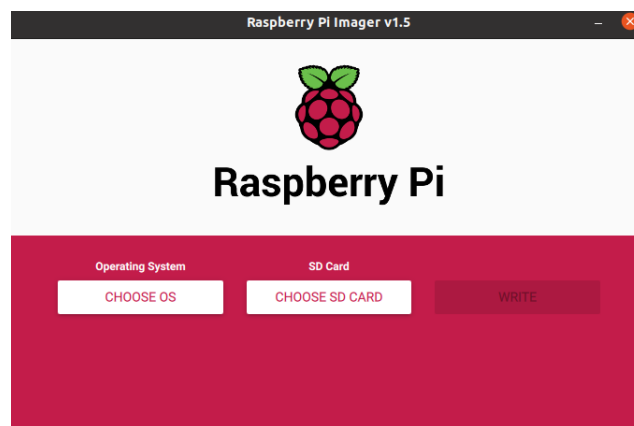 Raspberry Pi Imager v1.5
Raspberry Pi
Operating System
SD Card
CHOOSE OS
CHOOSE SD CARD
WRITE